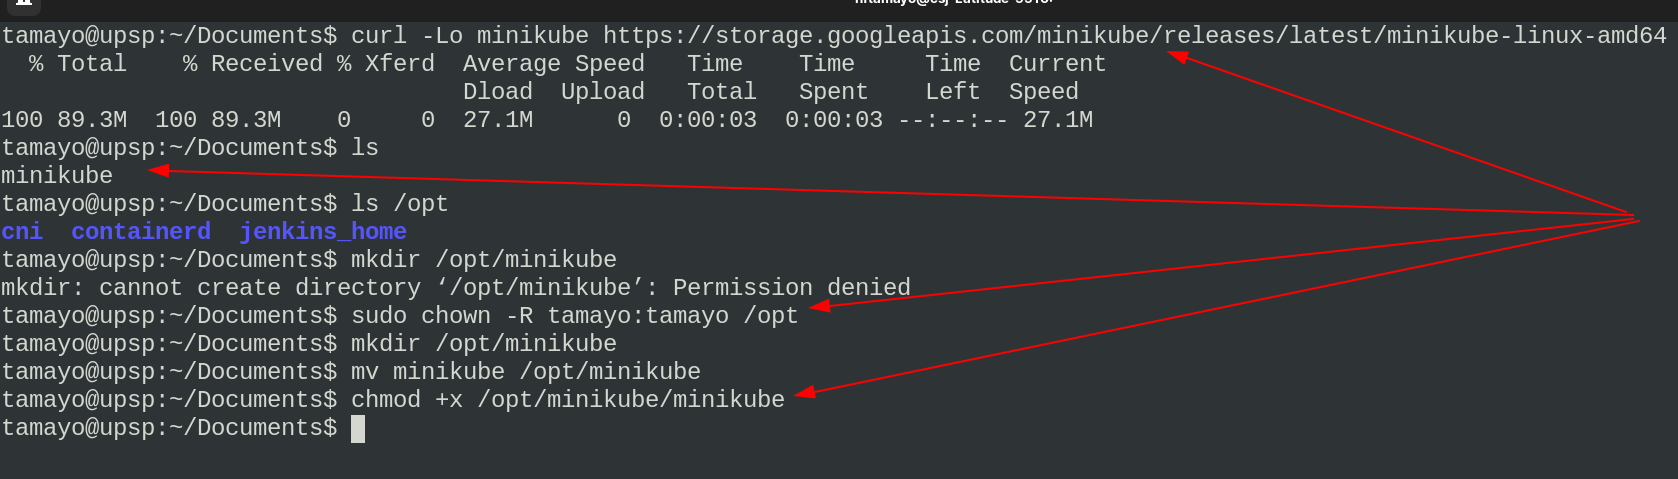 tamayo@upsp:~/Documents$ curl -Lo minikube https://storage.googleapis.com/minikube/releases/latest/minikube-linux-amd64
  % Total    % Received % Xferd  Average Speed   Time    Time     Time  Current
                                 Dload  Upload   Total   Spent    Left  Speed
100 89.3M  100 89.3M    0     0  27.1M      0  0:00:03  0:00:03 --:--:-- 27.1M
tamayo@upsp:~/Documents$ ls
minikube
tamayo@upsp:~/Documents$ ls /opt
cni  containerd  jenkins_home
tamayo@upsp:~/Documents$ mkdir /opt/minikube
mkdir: cannot create directory ‘/opt/minikube’: Permission denied
tamayo@upsp:~/Documents$ sudo chown -R tamayo:tamayo /opt
tamayo@upsp:~/Documents$ mkdir /opt/minikube
tamayo@upsp:~/Documents$ mv minikube /opt/minikube
tamayo@upsp:~/Documents$ chmod +x /opt/minikube/minikube
tamayo@upsp:~/Documents$